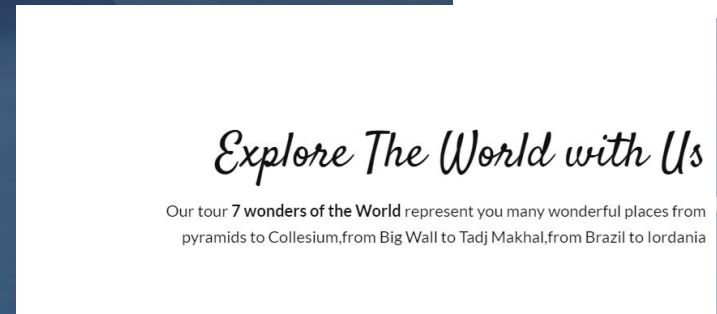 Explore The World with Us
Our tour 7 wonders of the World represent you many wonderful places from
pyramids to Collesium,from Big Wall to Tadj Makhal,from Brazil to Iordania